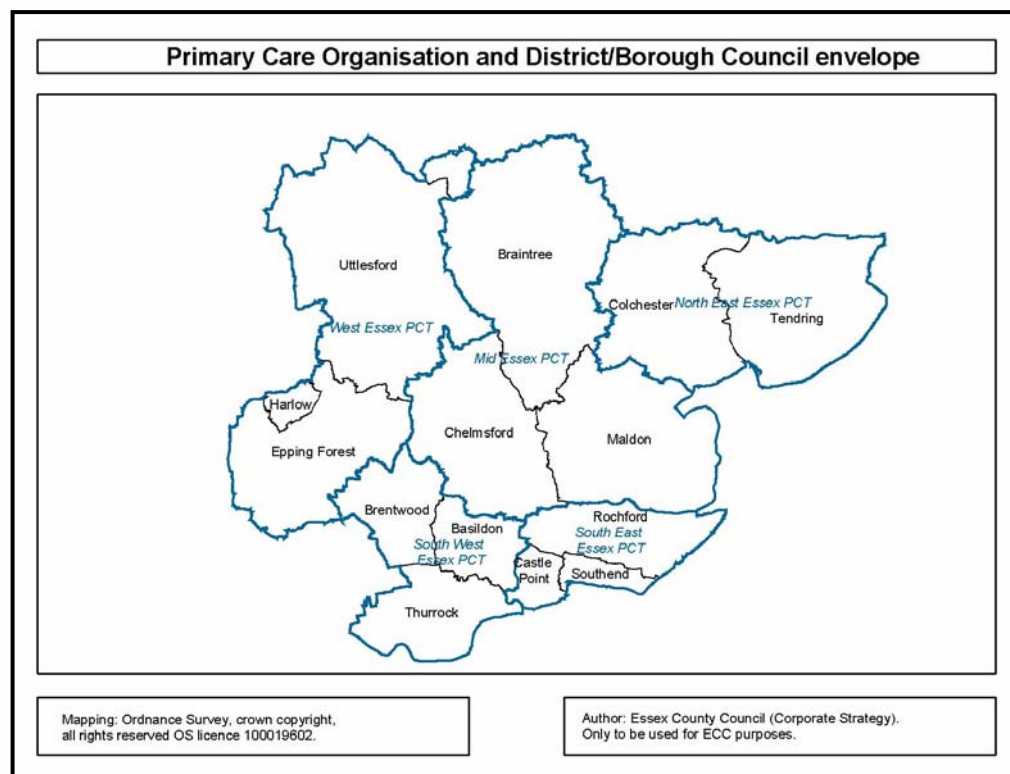 Primary Care Organisation and District/Borough Council envelope
Uttlesford
Braintree
Colchester
North East Essex PCT
Tendring
West Essex PCT
Mid Essex PCT
Harlow
Chelmsford
Maldon
Epping Forest
Brentwood
Basildon
South West
Essex PCT
Rochford
South East
Essex PCT
Castle
Point
Southend
Thurrock
Mapping: Ordnance Survey, crown copyright,
all rights reserved OS licence 100019602.
Author: Essex County Council (Corporate Strategy).
Only to be used for ECC purposes.